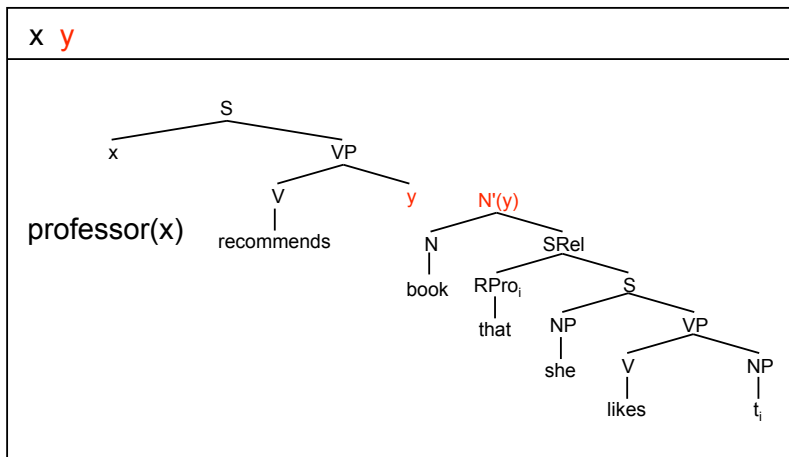 x y
S
x VP
V y N'(y)
professor(x) recommends N SRel
book RProᵢ S
that NP VP
she V NP
likes tᵢ